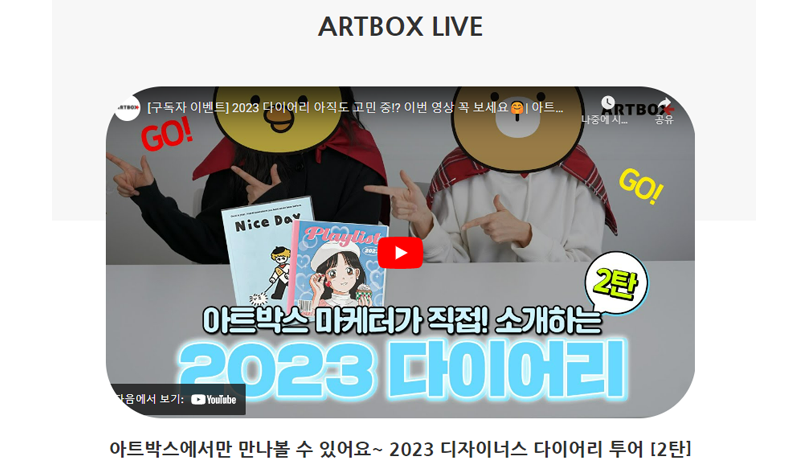 ARTBOX LIVE
ARTBOX
[구독자 이벤트] 2023 다이어리 아직도 고민 중!? 이번 영상 꼭 보세요🤗 | 아트...
ARTBOX
나중에 시...
공유
GO!
GO!
Nice Day
Playlist
2탄
아트박스 마케터가 직접! 소개하는
2023 다이어리
다음에서 보기:
YouTube
아트박스에서만 만나볼 수 있어요~ 2023 디자이너스 다이어리 투어 [2탄]